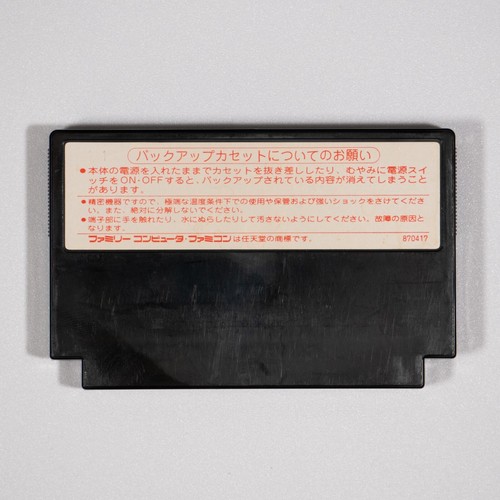 バックアップカセットについてのお願い
●本体の電源を入れたままでカセットを抜き差ししたり、むやみに電源スイ
ッチをON・OFFすると、バックアップされている内容が消えてしまうこと
があります。
●精密機器ですので、極端な温度条件下での使用や保管および強いショックをさけてくださ
い。また、絶対に分解しないでください。
●端子部に手を触れたり、水にぬらしたりして汚さないようにしてください。故障の原因と
なります。
ファミリーコンピュータ・ファミコンは任天堂の商標です。
870417